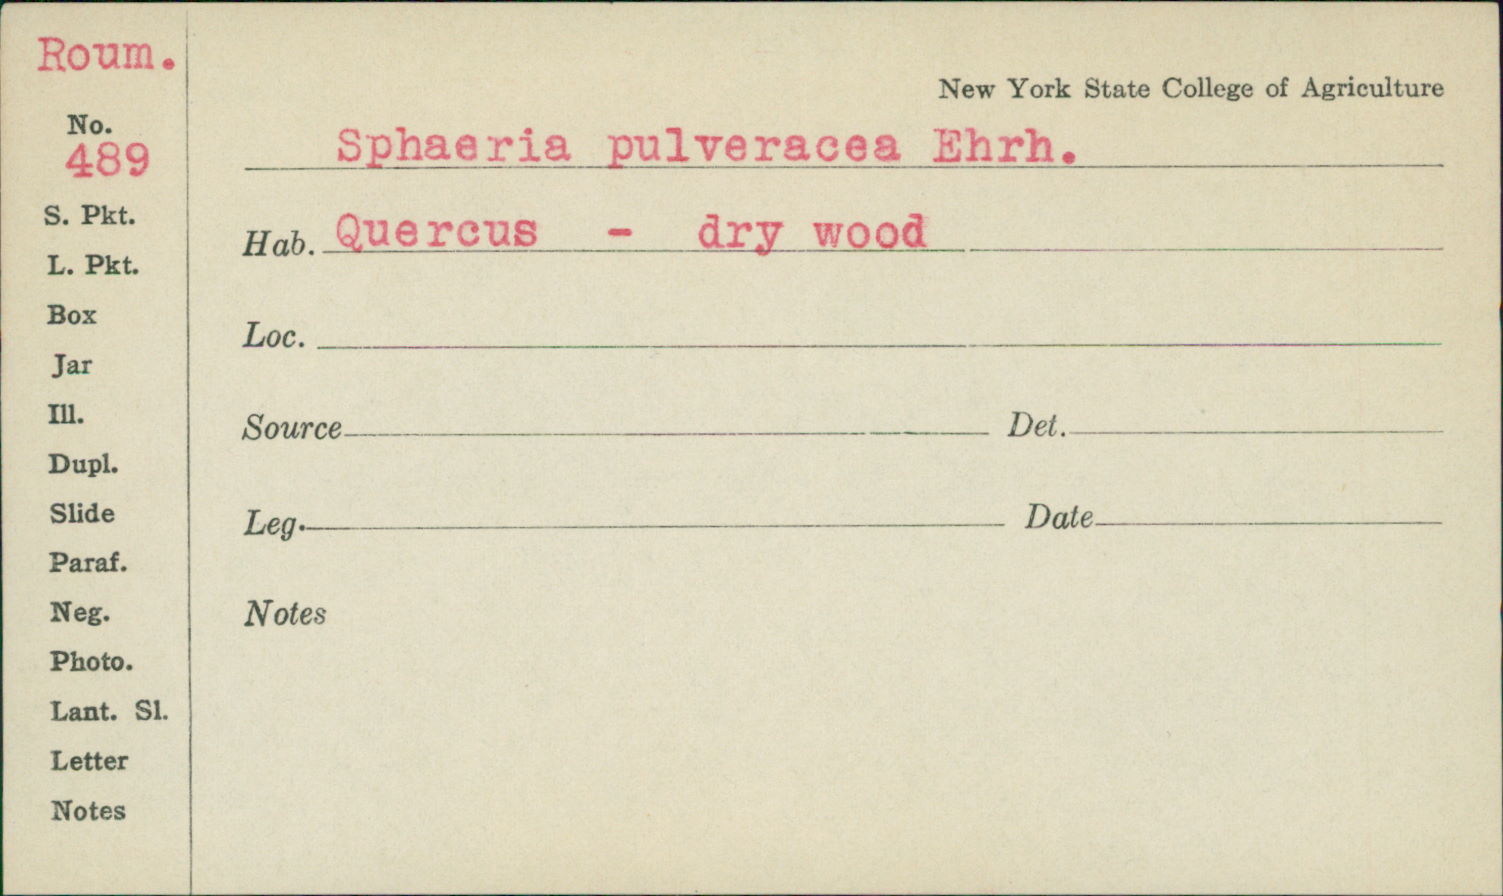 Roum.
No.
489
S. Pkt.
L. Pkt.
Box
Jar
Ill.
Dupl.
Slide
Paraf.
Neg.
Photo.
Lant. Sl.
Letter
Notes
New York State College of Agriculture
Sphaeria pulveracea Ehrh.
Hab. Quercus - dry wood
Loc.
Source Det.
Leg. Date
Notes